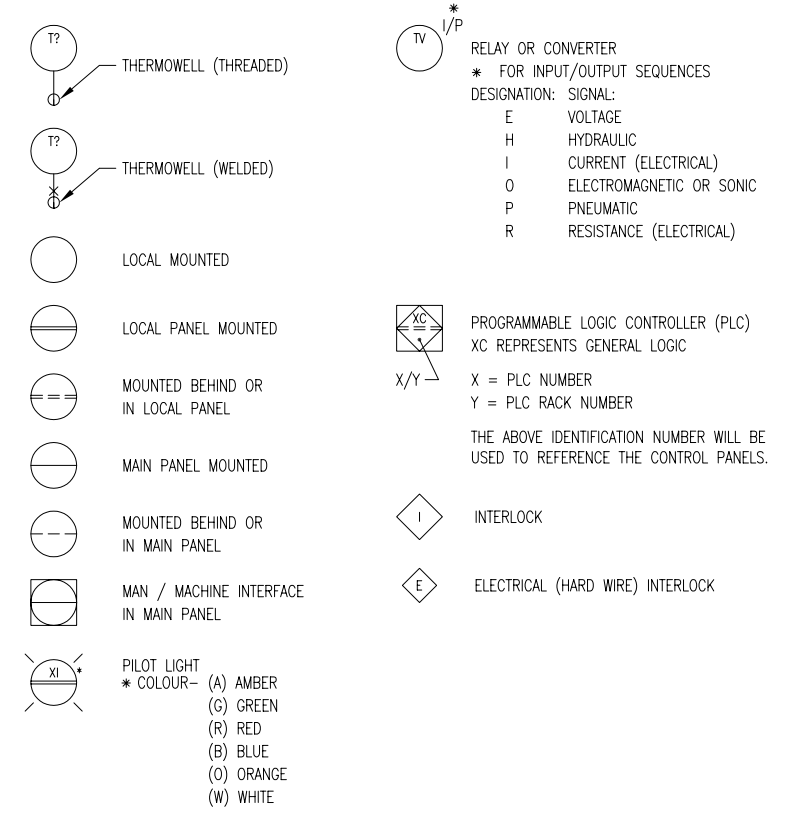 T?
THERMOWELL (THREADED)
T?
THERMOWELL (WELDED)
LOCAL MOUNTED
LOCAL PANEL MOUNTED
MOUNTED BEHIND OR
IN LOCAL PANEL
MAIN PANEL MOUNTED
MOUNTED BEHIND OR
IN MAIN PANEL
MAN / MACHINE INTERFACE
IN MAIN PANEL
XI *
PILOT LIGHT
* COLOUR– (A) AMBER
(G) GREEN
(R) RED
(B) BLUE
(O) ORANGE
(W) WHITE
*
I/P
TV
RELAY OR CONVERTER
* FOR INPUT/OUTPUT SEQUENCES
DESIGNATION: SIGNAL:
E VOLTAGE
H HYDRAULIC
I CURRENT (ELECTRICAL)
O ELECTROMAGNETIC OR SONIC
P PNEUMATIC
R RESISTANCE (ELECTRICAL)
XC
PROGRAMMABLE LOGIC CONTROLLER (PLC)
XC REPRESENTS GENERAL LOGIC
X/Y
X = PLC NUMBER
Y = PLC RACK NUMBER
THE ABOVE IDENTIFICATION NUMBER WILL BE
USED TO REFERENCE THE CONTROL PANELS.
I
INTERLOCK
E
ELECTRICAL (HARD WIRE) INTERLOCK